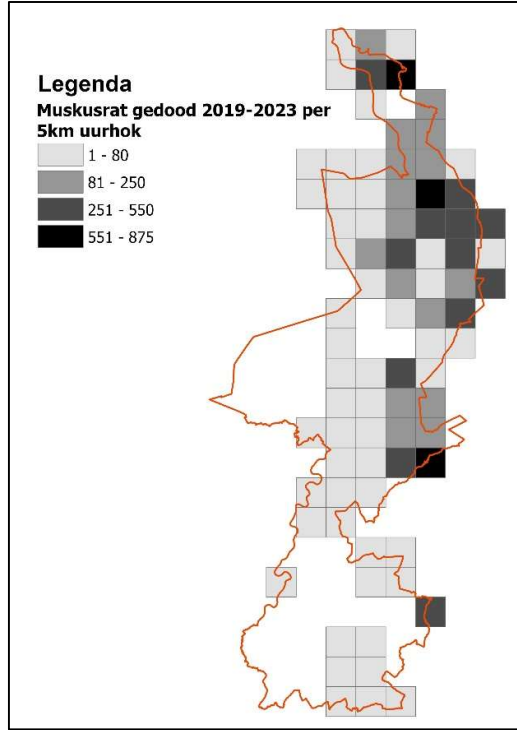 Legenda
Muskusrat gedood 2019-2023 per
5km uurhok
1 - 80
81 - 250
251 - 550
551 - 875